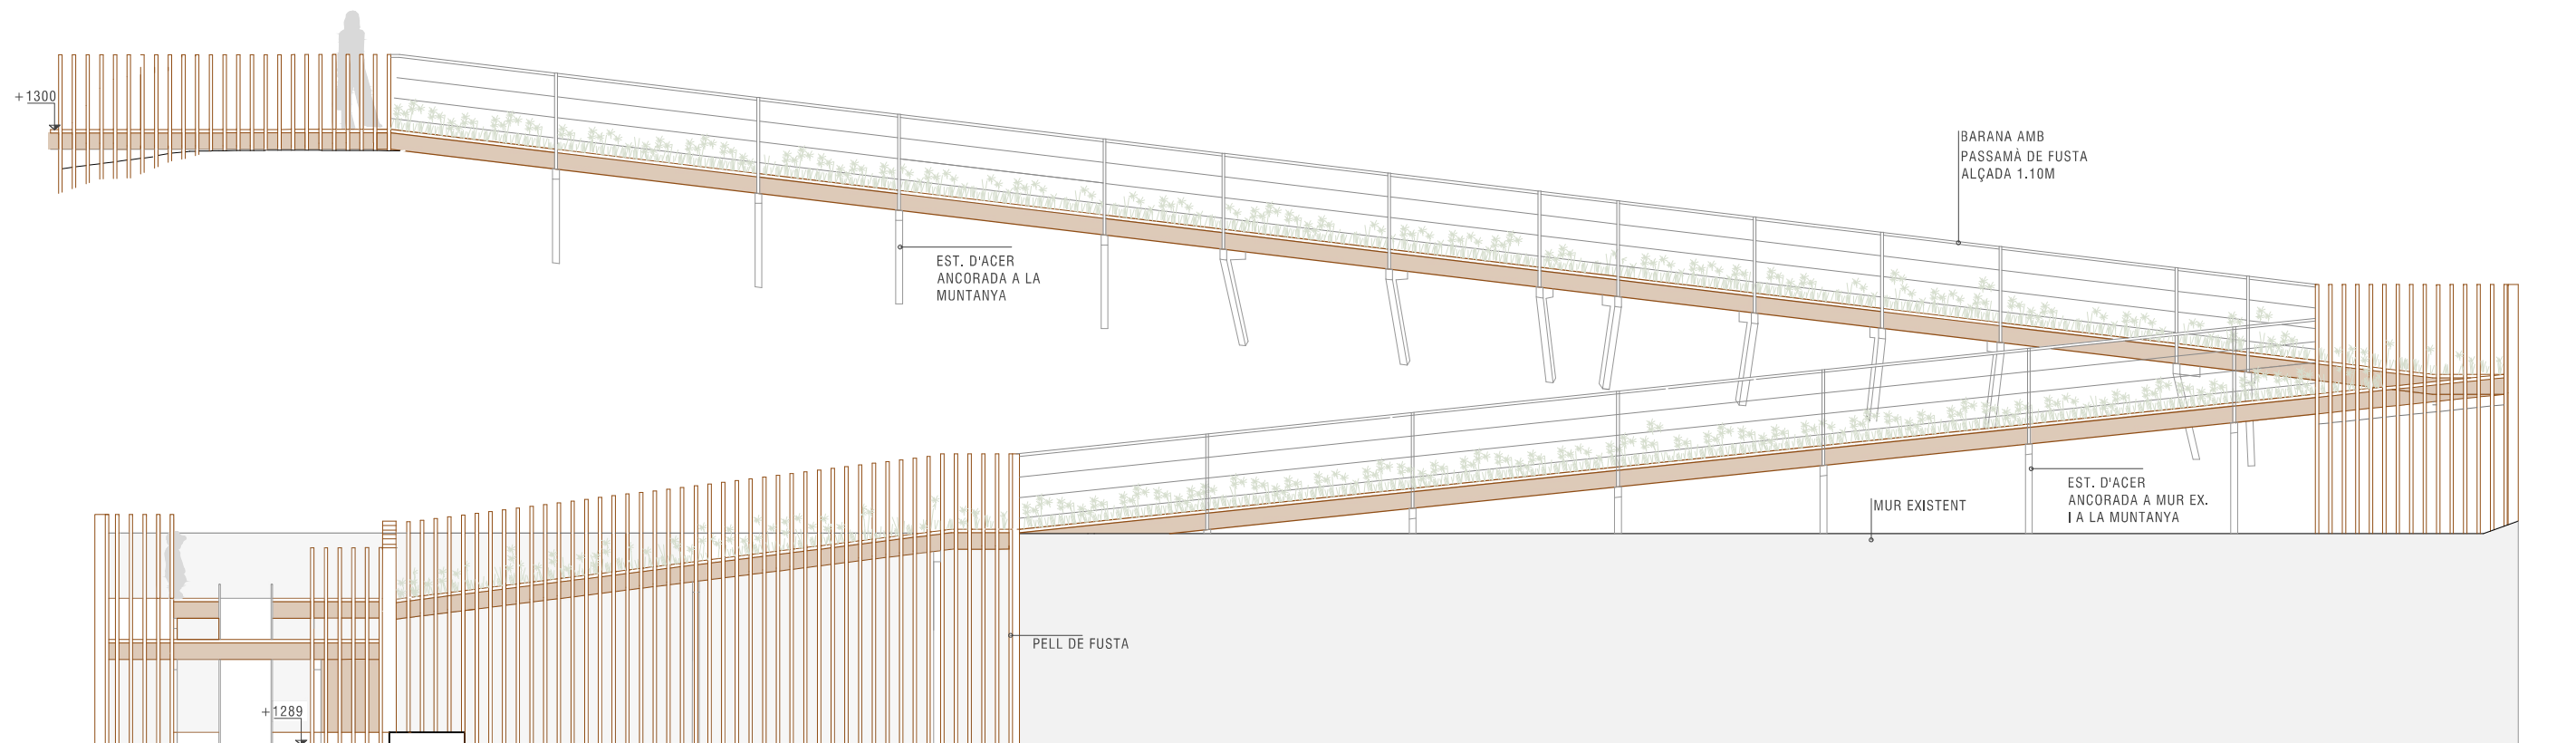 +1300
BARANA AMB
PASSAMÀ DE FUSTA
ALÇADA 1.10M
EST. D'ACER
ANCORADA A LA
MUNTANYA
MUR EXISTENT
EST. D'ACER
ANCORADA A MUR EX.
I A LA MUNTANYA
PELL DE FUSTA
+1289